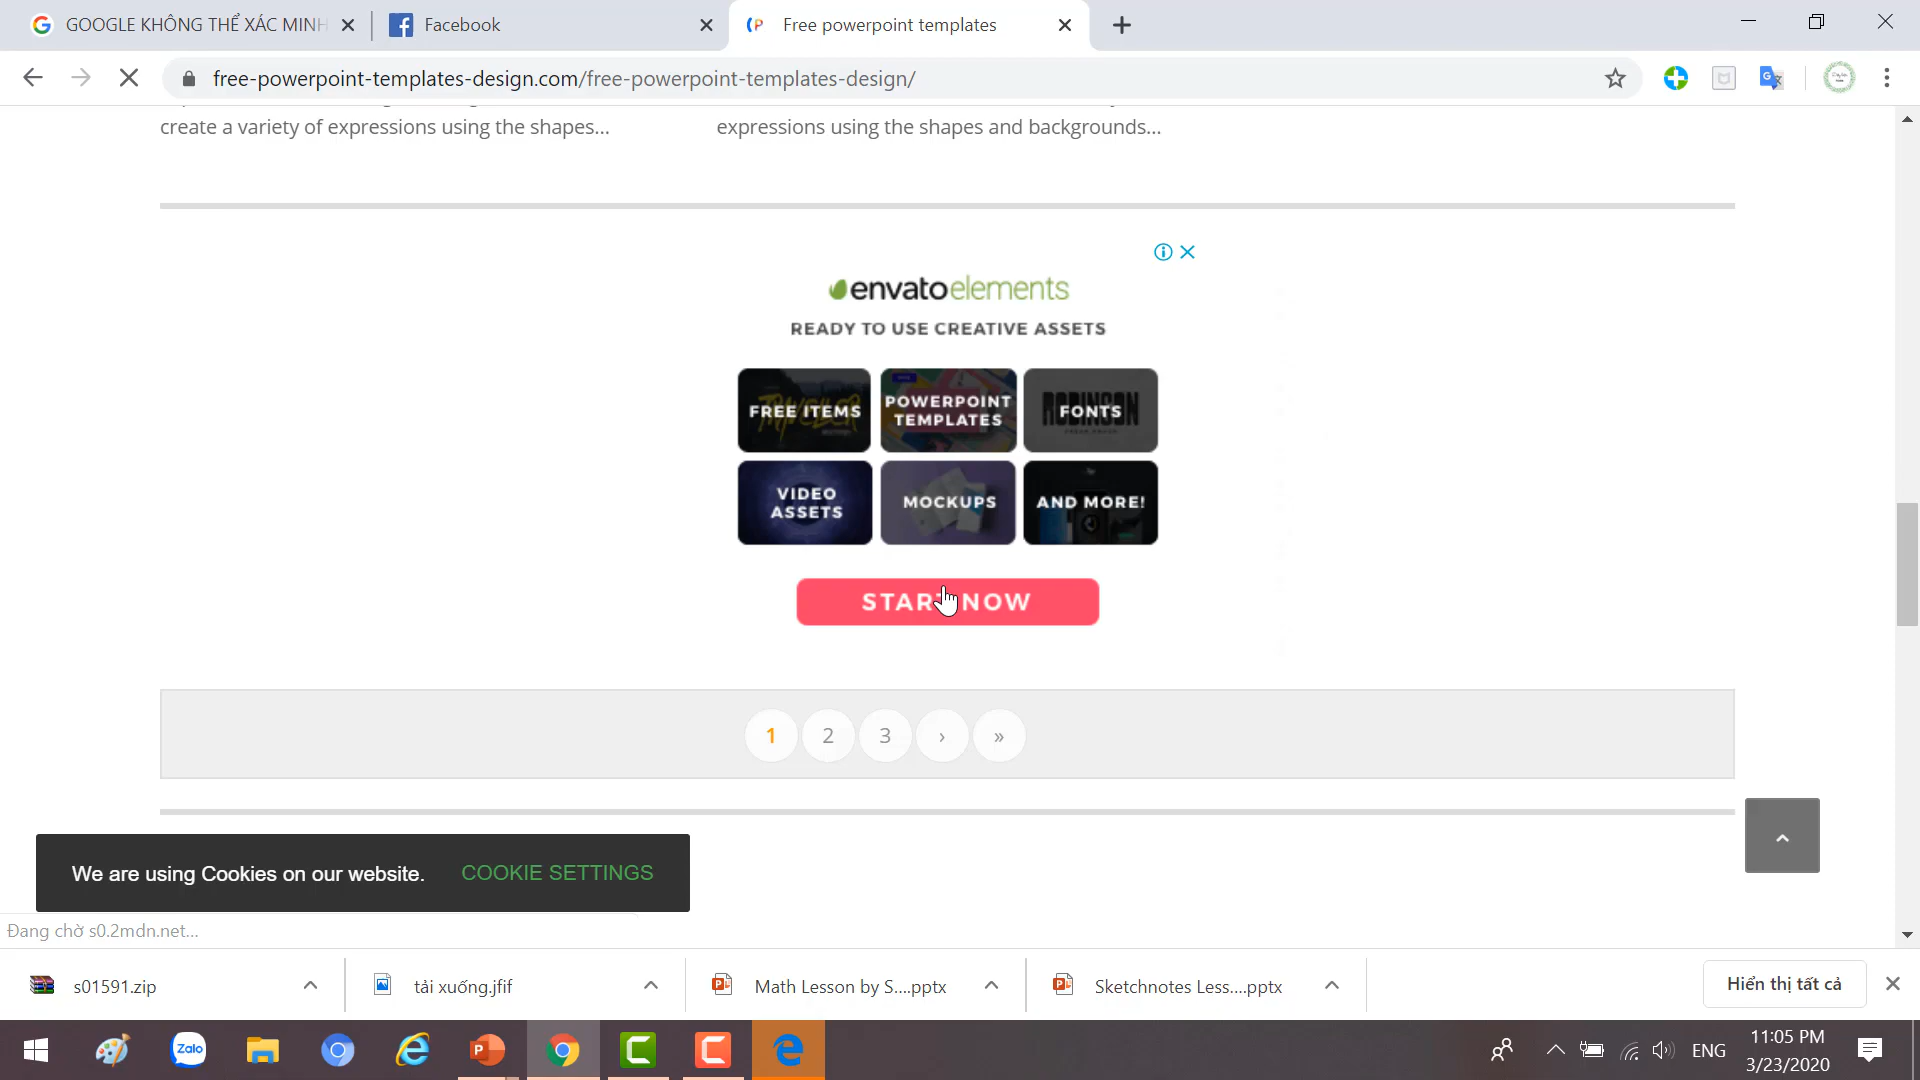 GOOGLE KHÔNG THỂ XÁC MINH
Facebook
Free powerpoint templates
free-powerpoint-templates-design.com/free-powerpoint-templates-design/
create a variety of expressions using the shapes...
expressions using the shapes and backgrounds...
envatoelements
READY TO USE CREATIVE ASSETS
FREE ITEMS
POWERPOINT
TEMPLATES
FONTS
VIDEO
ASSETS
MOCKUPS
AND MORE!
START NOW
1 2 3 › »
We are using Cookies on our website. COOKIE SETTINGS
Đang chờ s0.2mdn.net...
s01591.zip
tải xuống.jfif
Math Lesson by S....pptx
Sketchnotes Less....pptx
Hiển thị tất cả
Zalo
ENG
11:05 PM
3/23/2020